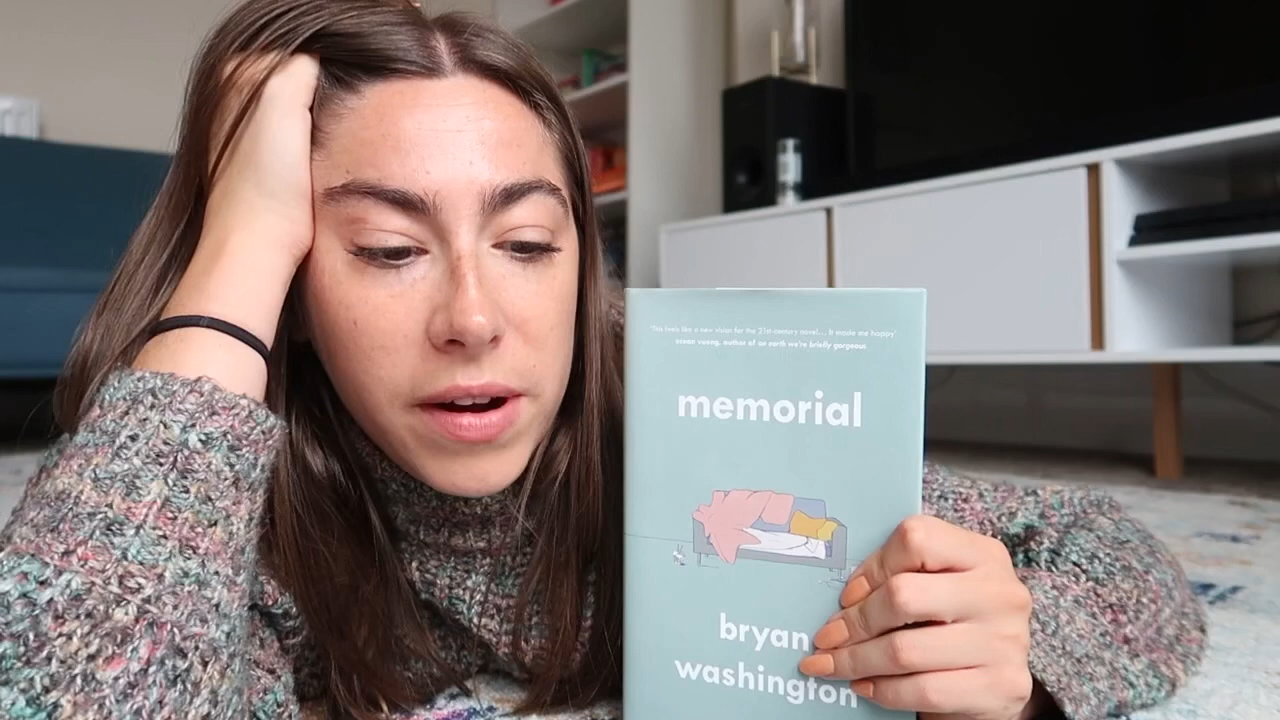 'This feels like a new vision for the 21st-century novel... It made me happy'
ocean vuong, author of on earth we're briefly gorgeous
memorial
bryan
washington